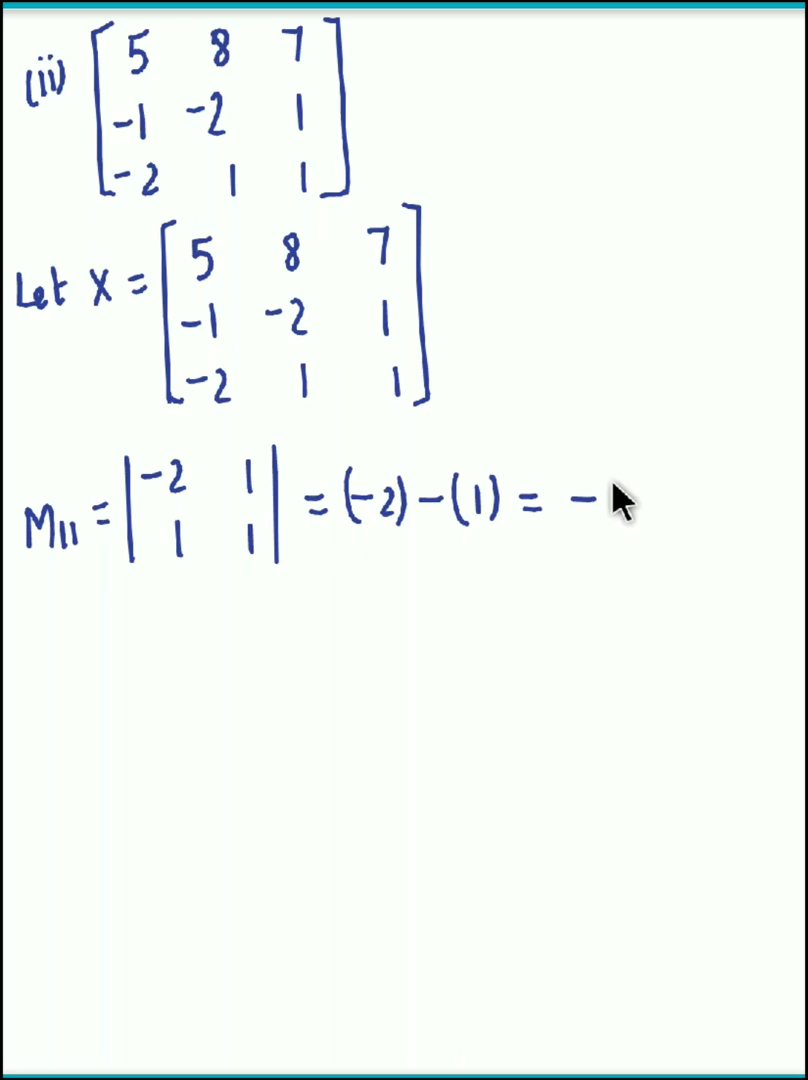 (ii) [ 5 8 7
-1 -2 1
-2 1 1 ]
Let X = [ 5 8 7
-1 -2 1
-2 1 1 ]
M11 = | -2 1
1 1 | = (-2) - (1) = -